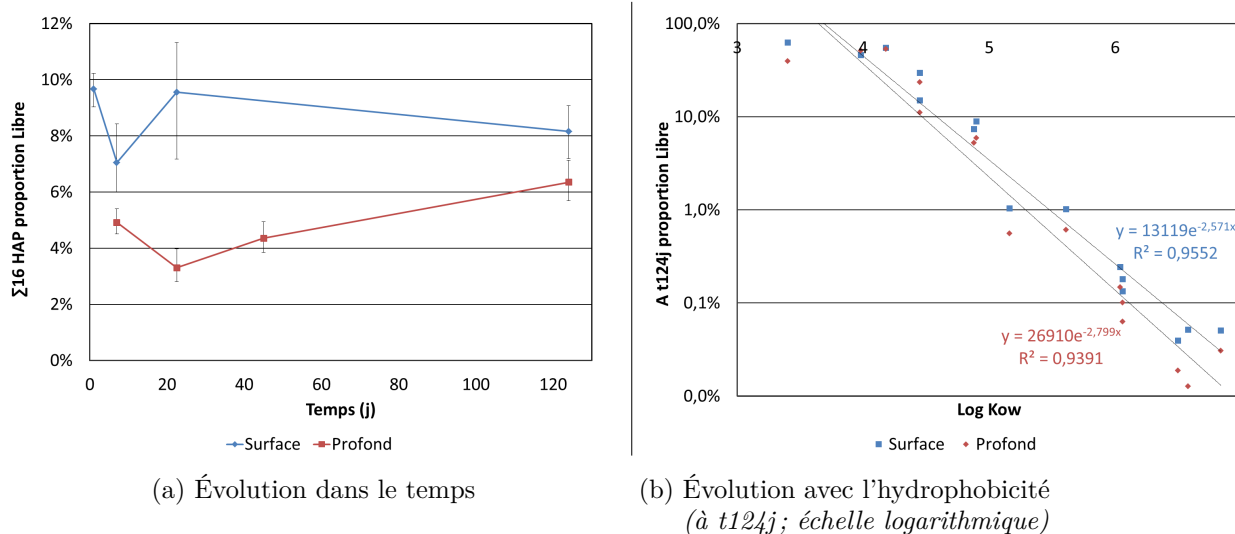 12%
10%
8%
6%
4%
2%
0%
∑16 HAP proportion Libre
0 20 40 60 80 100 120
Temps (j)
Surface Profond
(a) Évolution dans le temps
100,0%
10,0%
1,0%
0,1%
0,0%
A t124j proportion Libre
3 4 5 6
y = 13119e-2,571x
R² = 0,9552
y = 26910e-2,799x
R² = 0,9391
Log Kow
Surface Profond
(b) Évolution avec l'hydrophobicité
(à t124j; échelle logarithmique)